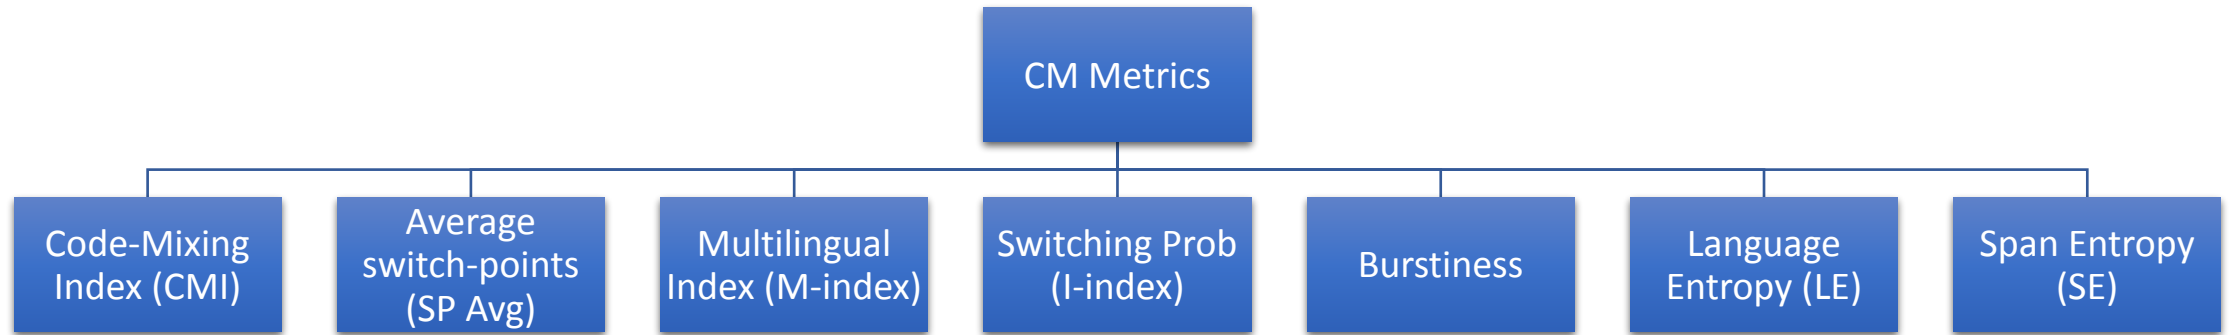 CM Metrics
Code-Mixing
Index (CMI)
Average
switch-points
(SP Avg)
Multilingual
Index (M-index)
Switching Prob
(I-index)
Burstiness
Language
Entropy (LE)
Span Entropy
(SE)